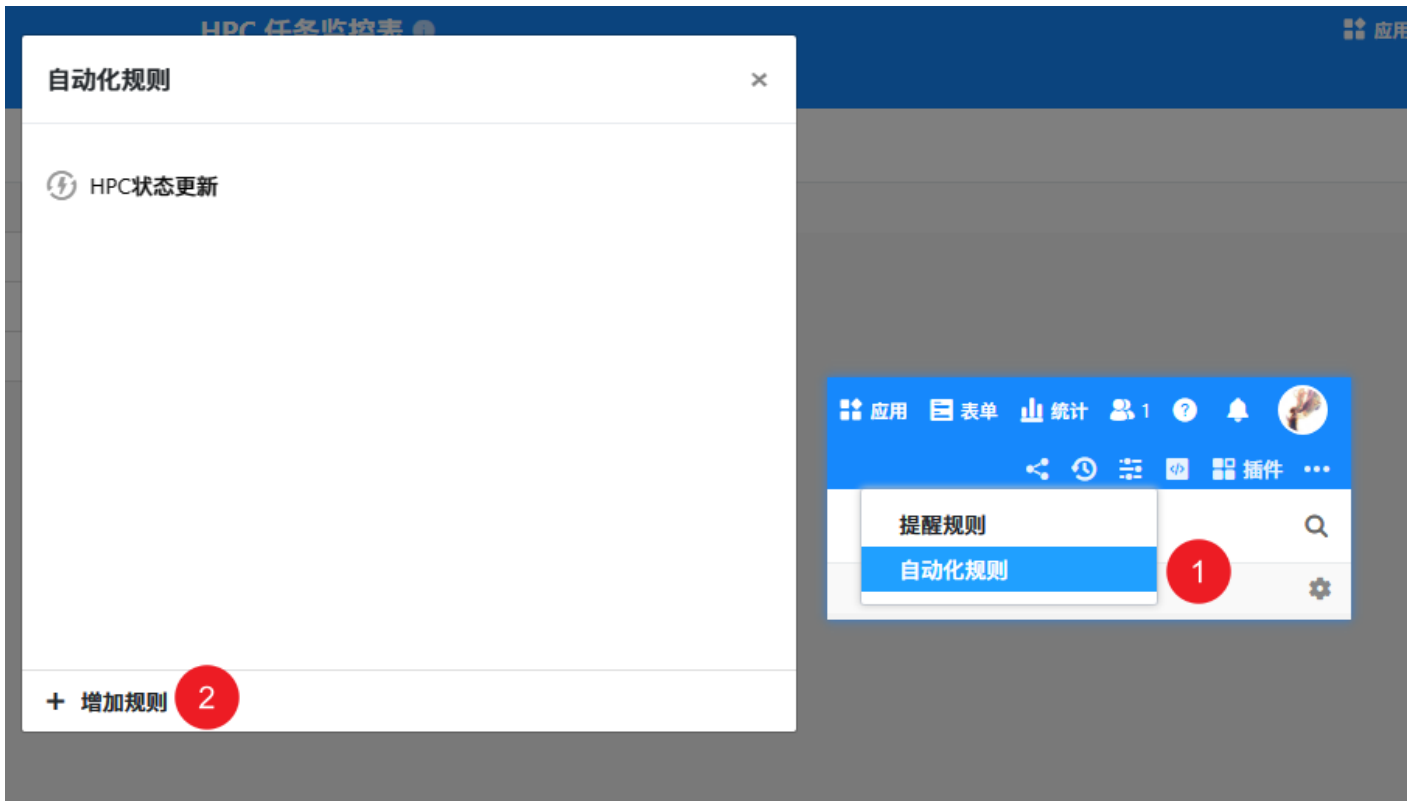 HPC 任务监控表
应用
自动化规则
HPC状态更新
应用 表单 统计 1
插件
提醒规则
自动化规则
1
+ 增加规则 2